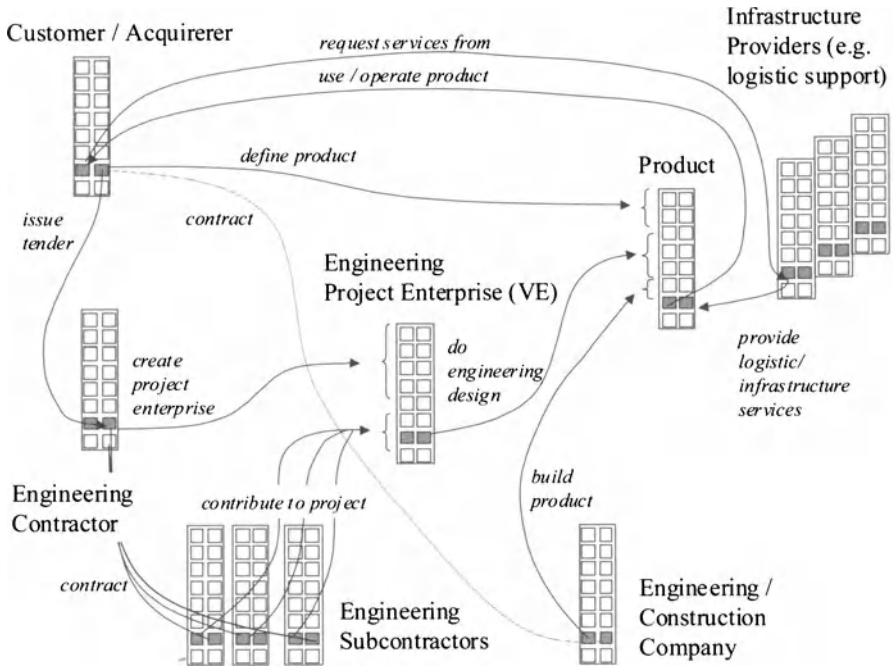 Customer / Acquirerer
request services from
use / operate product
Infrastructure
Providers (e.g.
logistic support)
define product
Product
issue
tender
contract
Engineering
Project Enterprise (VE)
create
project
enterprise
do
engineering
design
provide
logistic/
infrastructure
services
Engineering
Contractor
contribute to project
build
product
contract
Engineering
Subcontractors
Engineering /
Construction
Company